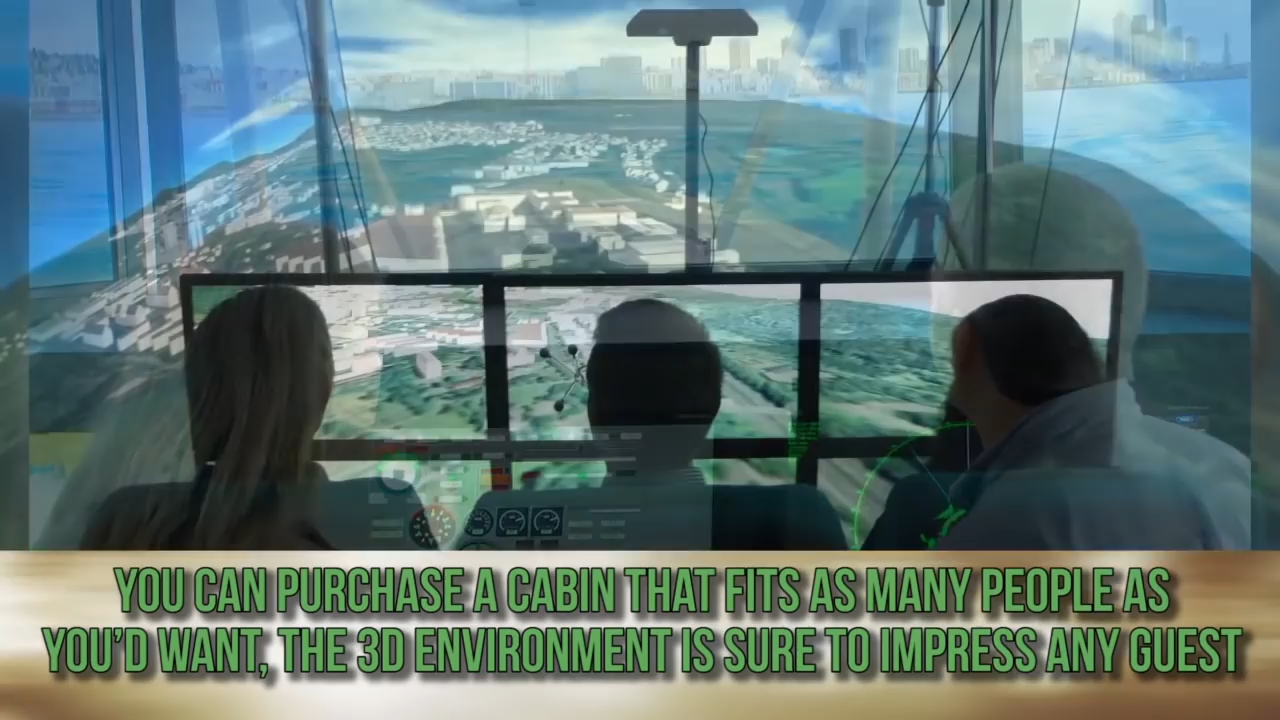 YOU CAN PURCHASE A CABIN THAT FITS AS MANY PEOPLE AS
YOU'D WANT, THE 3D ENVIRONMENT IS SURE TO IMPRESS ANY GUEST